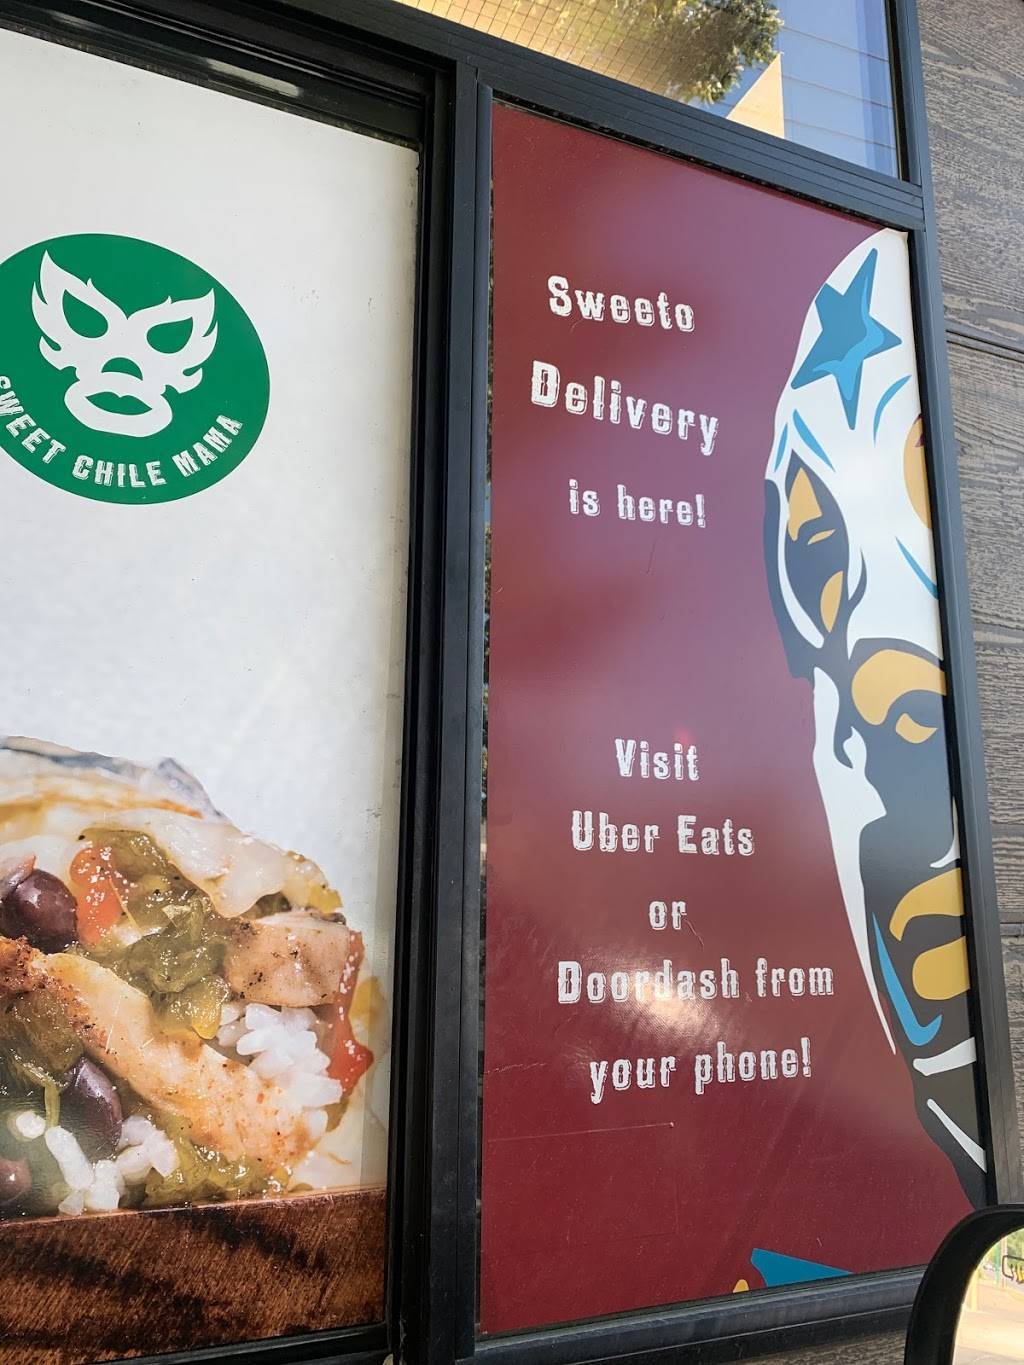 SWEET CHILE MAMA
Sweeto
Delivery
is here!
Visit
Uber Eats
or
Doordash from
your phone!